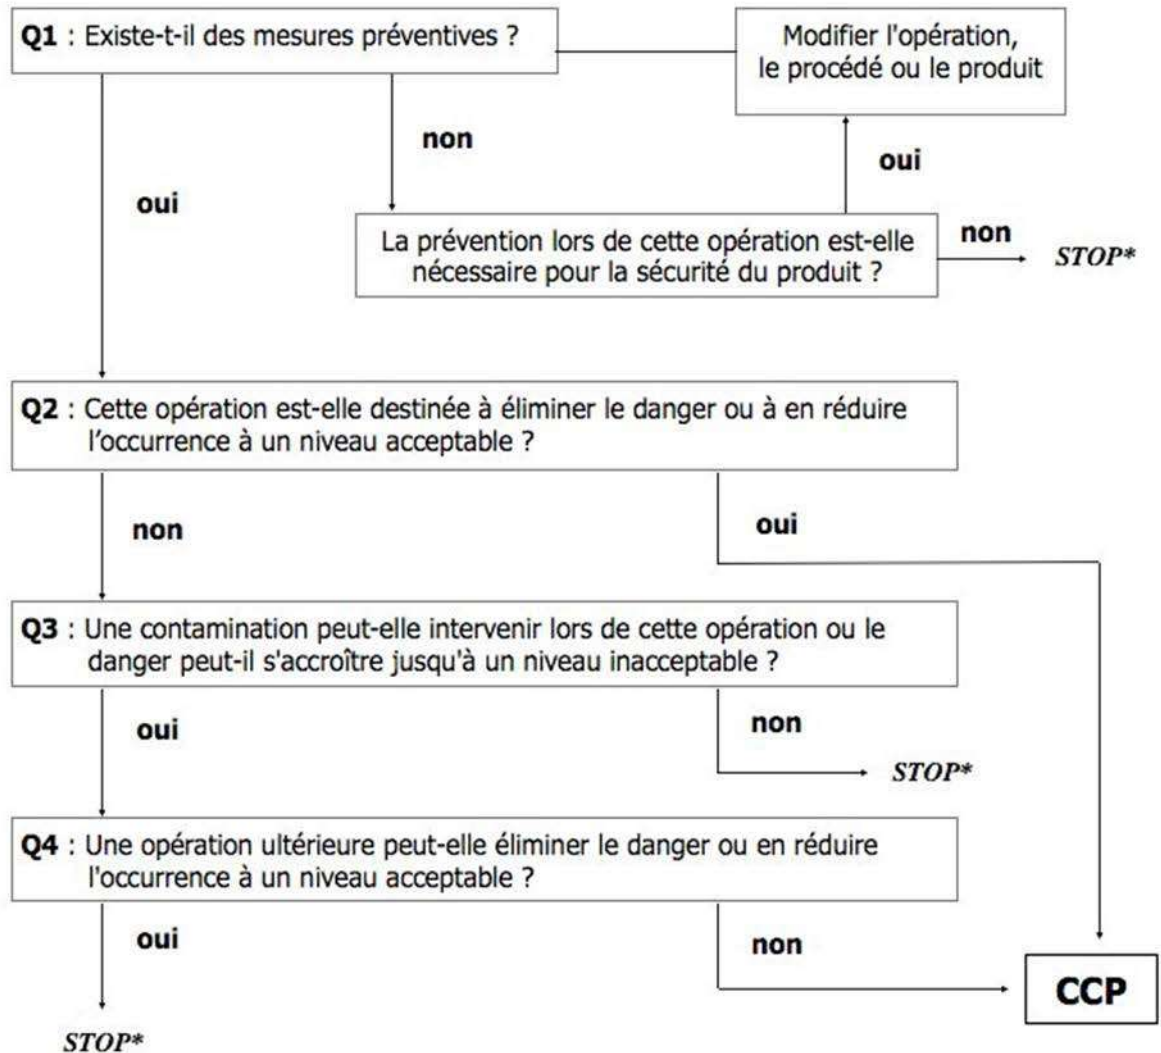 Q1 : Existe-t-il des mesures préventives ?
Modifier l'opération,
le procédé ou le produit
non
oui
oui
La prévention lors de cette opération est-elle
nécessaire pour la sécurité du produit ?
non
STOP*
Q2 : Cette opération est-elle destinée à éliminer le danger ou à en réduire
l’occurrence à un niveau acceptable ?
non
oui
Q3 : Une contamination peut-elle intervenir lors de cette opération ou le
danger peut-il s'accroître jusqu'à un niveau inacceptable ?
oui
non
STOP*
Q4 : Une opération ultérieure peut-elle éliminer le danger ou en réduire
l'occurrence à un niveau acceptable ?
oui
non
CCP
STOP*